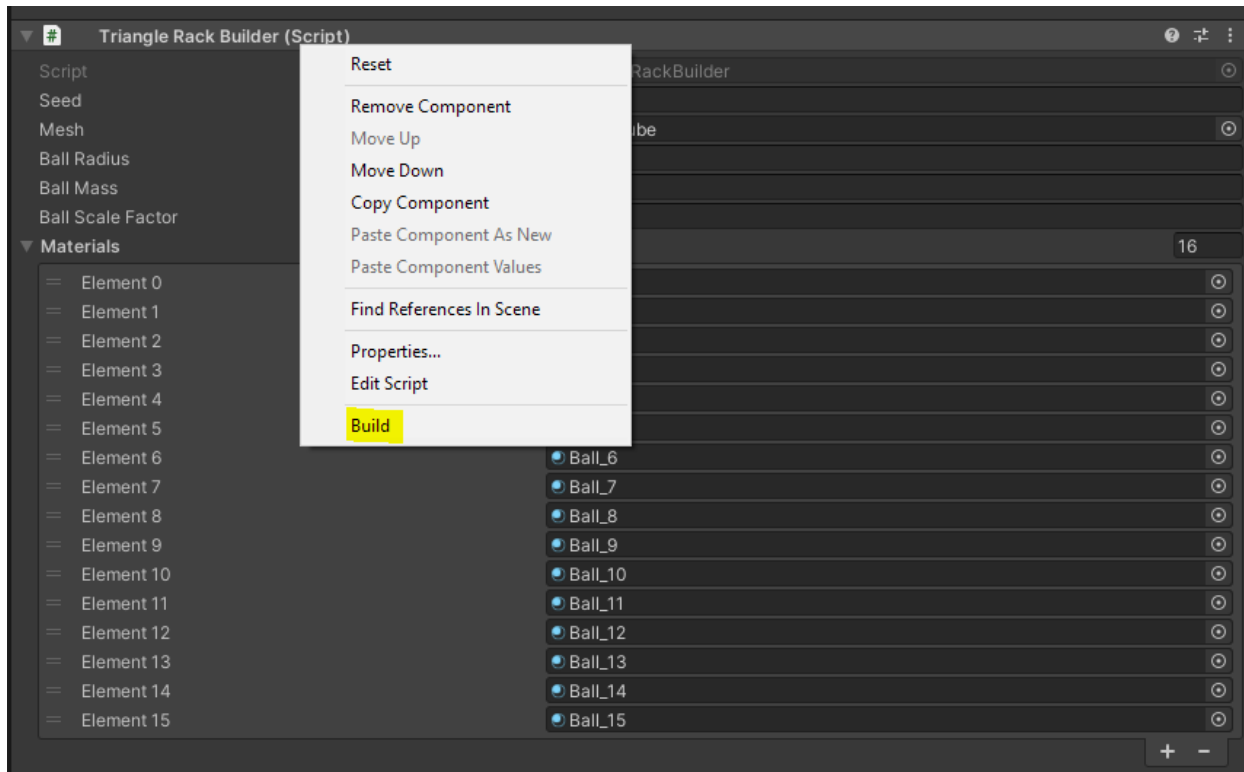 # Triangle Rack Builder (Script)
Reset
Script RackBuilder
Seed
Remove Component
Mesh ube
Move Up
Ball Radius
Move Down
Ball Mass
Copy Component
Ball Scale Factor
Paste Component As New
Materials 16
Paste Component Values
Element 0
Find References In Scene
Element 1
Element 2
Properties...
Element 3
Edit Script
Element 4
Build
Element 5
Element 6 Ball_6
Element 7 Ball_7
Element 8 Ball_8
Element 9 Ball_9
Element 10 Ball_10
Element 11 Ball_11
Element 12 Ball_12
Element 13 Ball_13
Element 14 Ball_14
Element 15 Ball_15
+ -